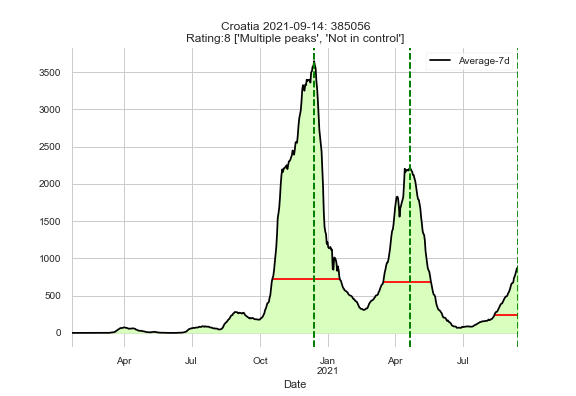 Croatia 2021-09-14: 385056
Rating:8 ['Multiple peaks', 'Not in control']
Average-7d
3500
3000
2500
2000
1500
1000
500
0
Apr Jul Oct Jan Apr Jul
2021
Date